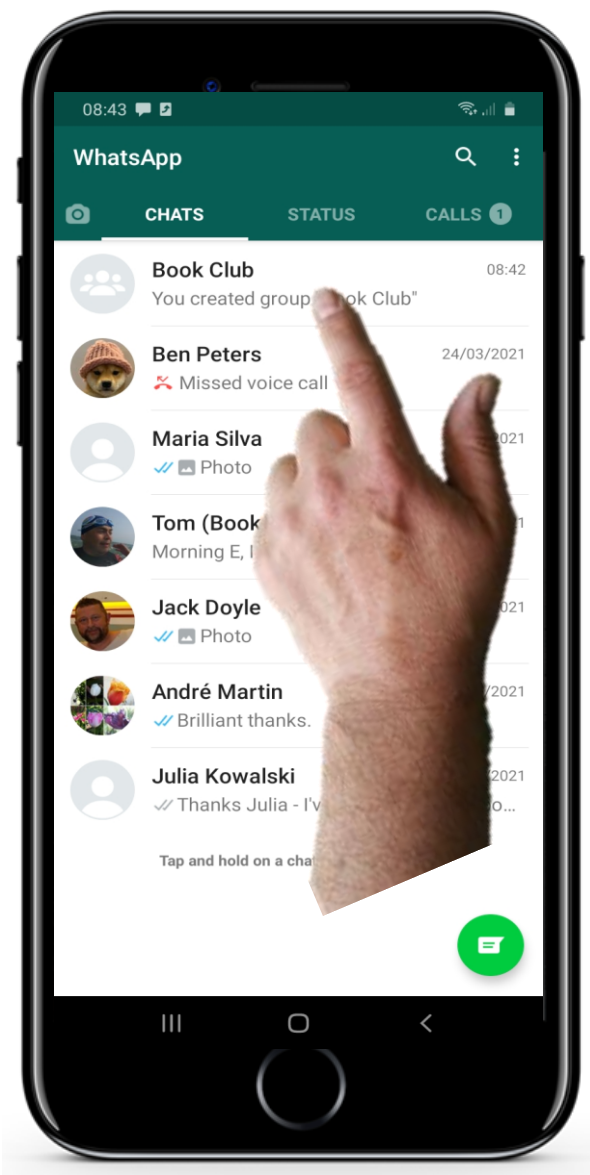 08:43
WhatsApp
CHATS STATUS CALLS 1
Book Club 08:42
You created group Club"
Ben Peters 24/03/2021
Missed voice call
Maria Silva 021
Photo
Tom (Book 1
Morning E,
Jack Doyle 021
Photo
André Martin /2021
Brilliant thanks.
Julia Kowalski 2021
Thanks Julia - I'v o...
Tap and hold on a chat